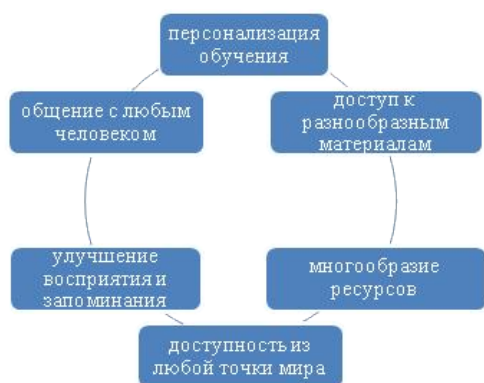 персонализация
обучения
доступ к
разнообразным
материалам
многообразие
ресурсов
доступность из
любой точки мира
улучшение
восприятия и
запоминания
общение с любым
человеком